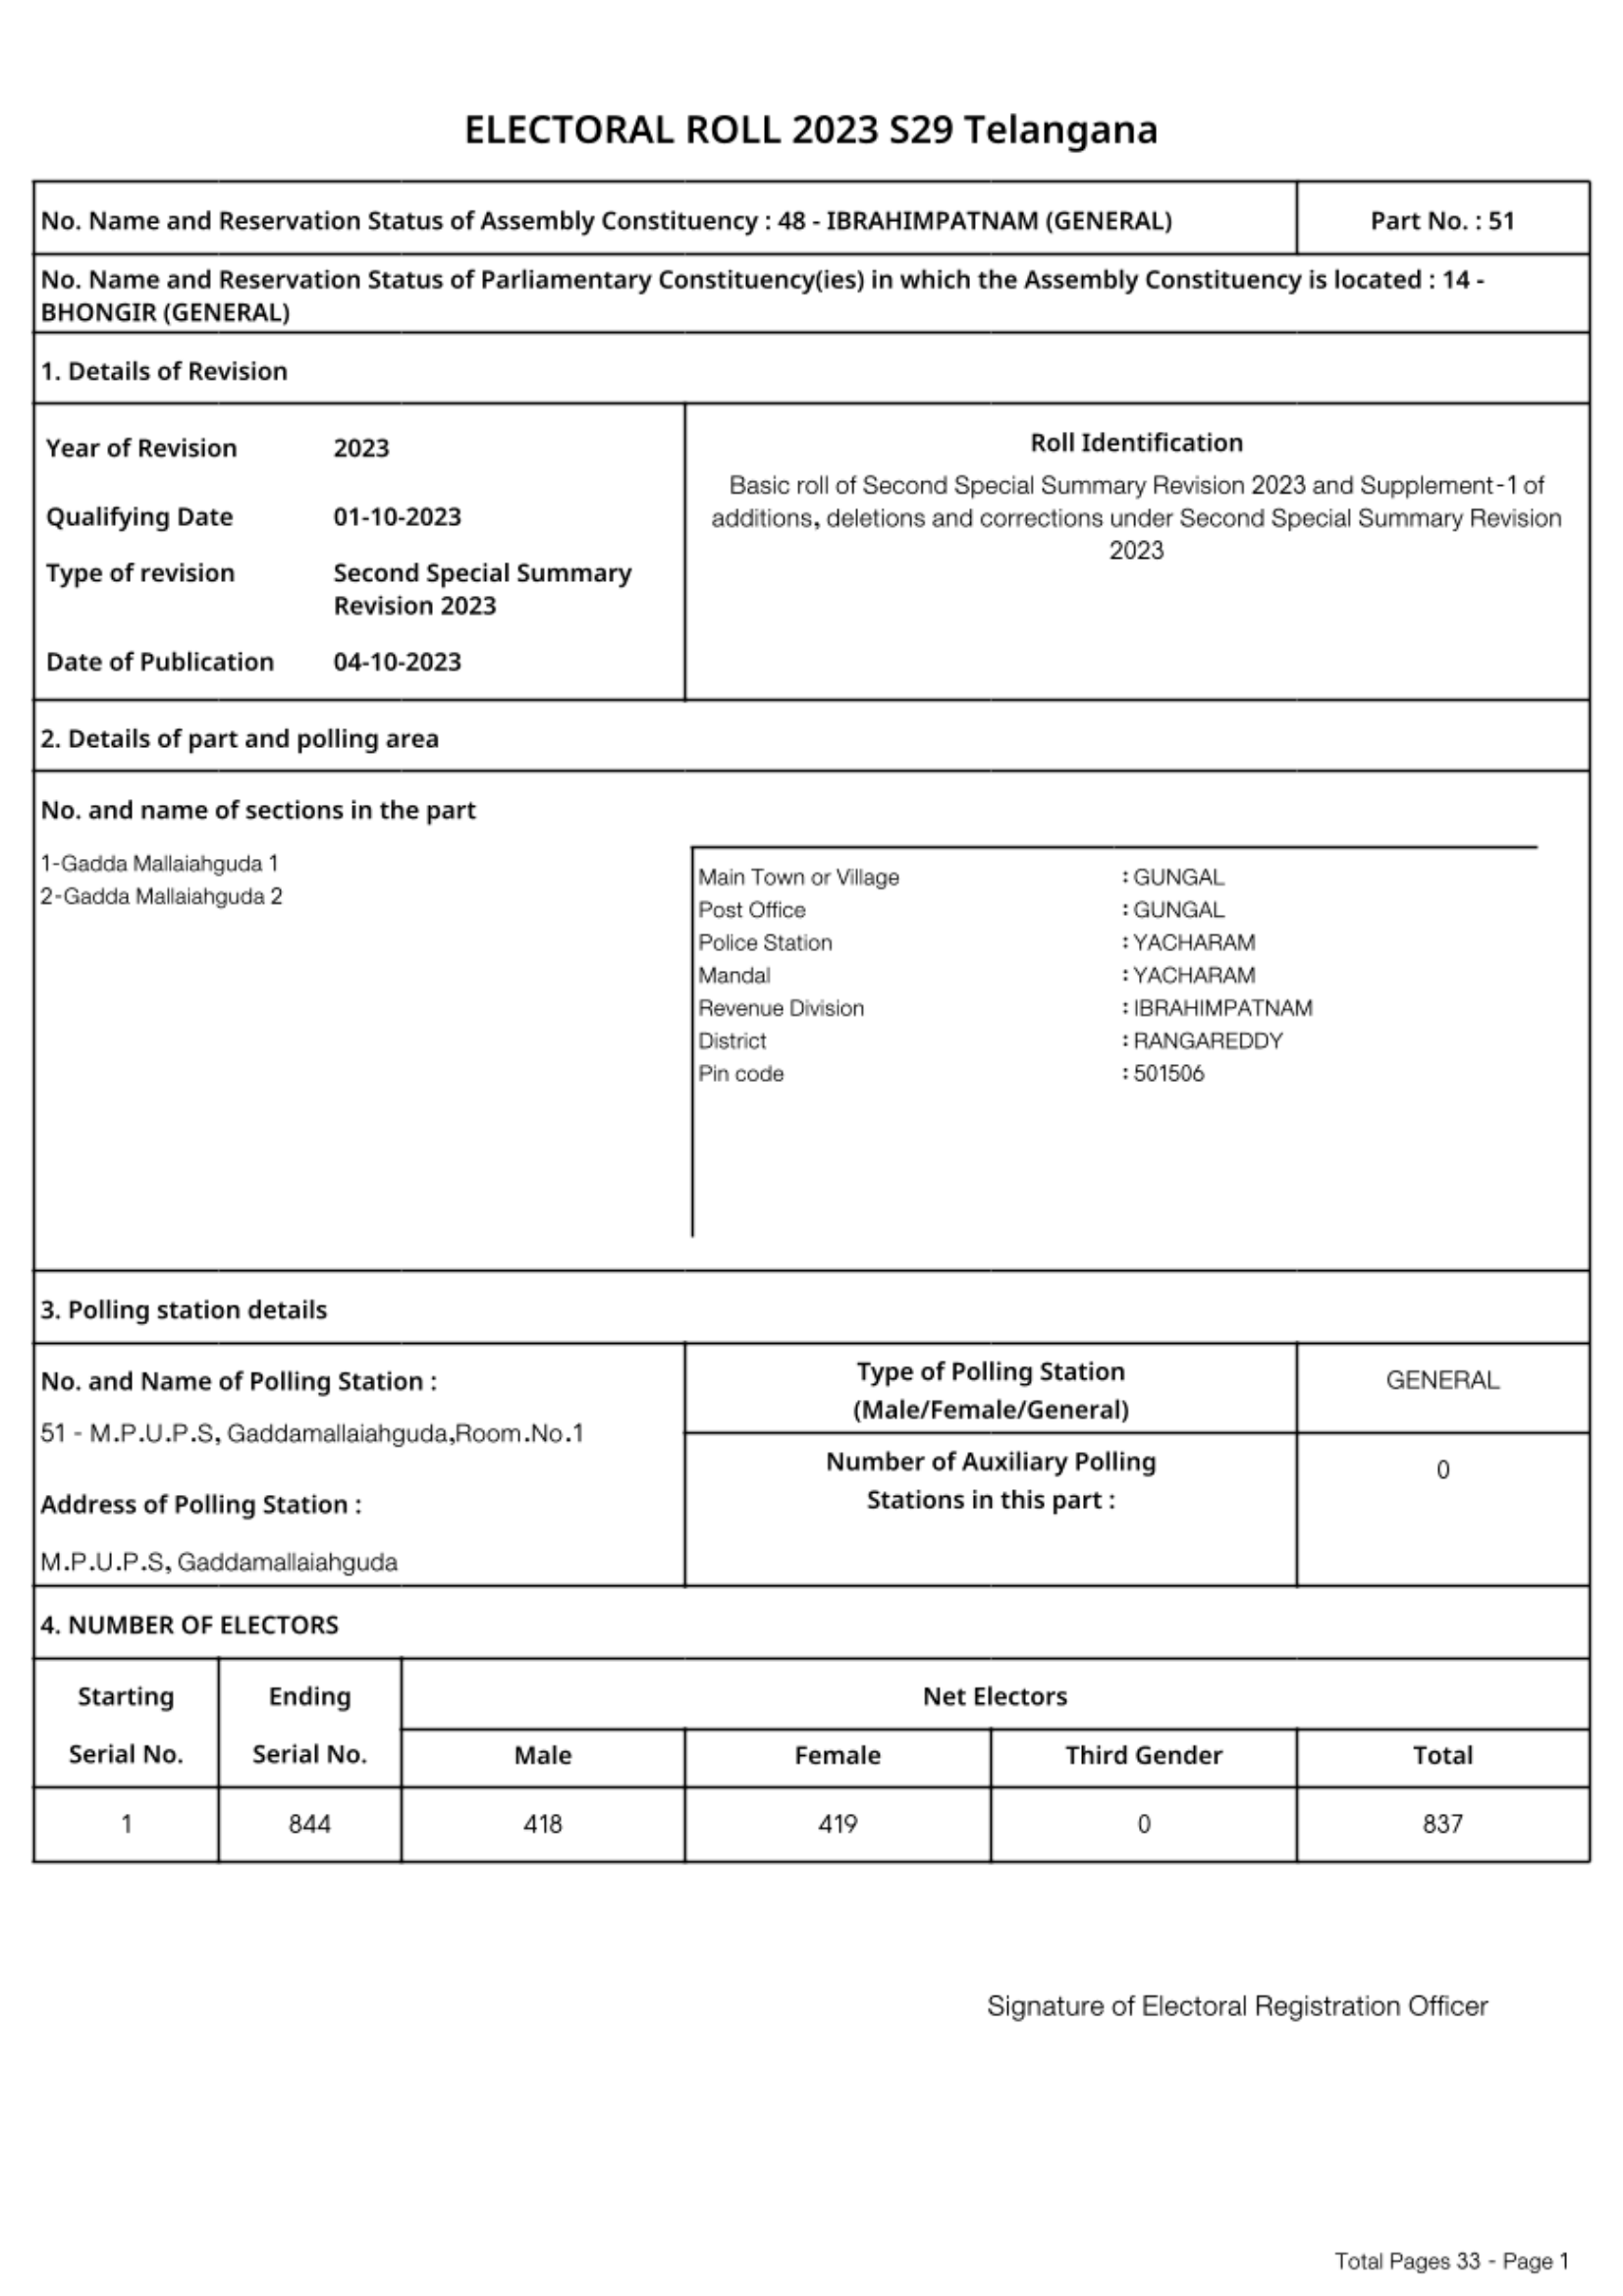 ELECTORAL ROLL 2023 S29 Telangana
No. Name and Reservation Status of Assembly Constituency : 48 - IBRAHIMPATNAM (GENERAL)
Part No. : 51
No. Name and Reservation Status of Parliamentary Constituency(ies) in which the Assembly Constituency is located : 14 -
BHONGIR (GENERAL)
1. Details of Revision
Year of Revision 2023
Qualifying Date 01-10-2023
Type of revision Second Special Summary
Revision 2023
Date of Publication 04-10-2023
Roll Identification
Basic roll of Second Special Summary Revision 2023 and Supplement-1 of
additions, deletions and corrections under Second Special Summary Revision
2023
2. Details of part and polling area
No. and name of sections in the part
1-Gadda Mallaiahguda 1
2-Gadda Mallaiahguda 2
Main Town or Village : GUNGAL
Post Office : GUNGAL
Police Station : YACHARAM
Mandal : YACHARAM
Revenue Division : IBRAHIMPATNAM
District : RANGAREDDY
Pin code : 501506
3. Polling station details
No. and Name of Polling Station :
51 - M.P.U.P.S, Gaddamallaiahguda,Room.No.1
Address of Polling Station :
M.P.U.P.S, Gaddamallaiahguda
Type of Polling Station
(Male/Female/General)
GENERAL
Number of Auxiliary Polling
Stations in this part :
0
4. NUMBER OF ELECTORS
Starting
Serial No.
Ending
Serial No.
Net Electors
Male Female Third Gender Total
1 844 418 419 0 837
Signature of Electoral Registration Officer
Total Pages 33 - Page 1